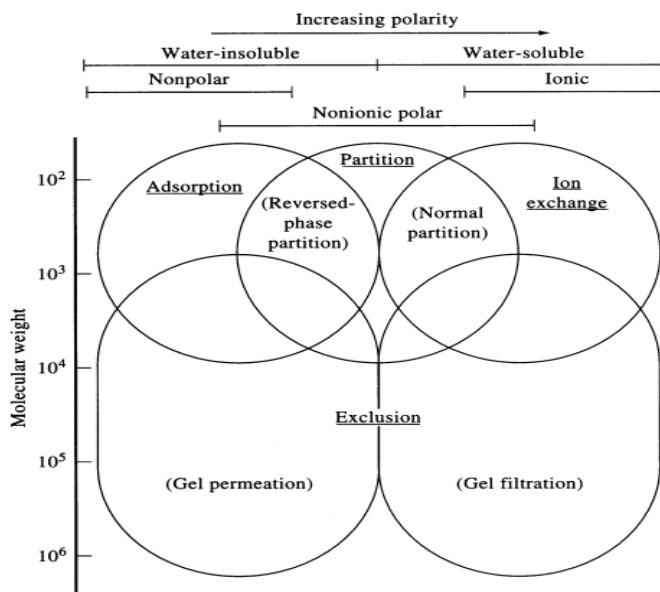 Increasing polarity
Water-insoluble Water-soluble
Nonpolar Ionic
Nonionic polar
Partition
Adsorption
Ion
exchange
(Reversed-
phase
partition)
(Normal
partition)
10²
10³
10⁴
10⁵
10⁶
Molecular weight
Exclusion
(Gel permeation) (Gel filtration)